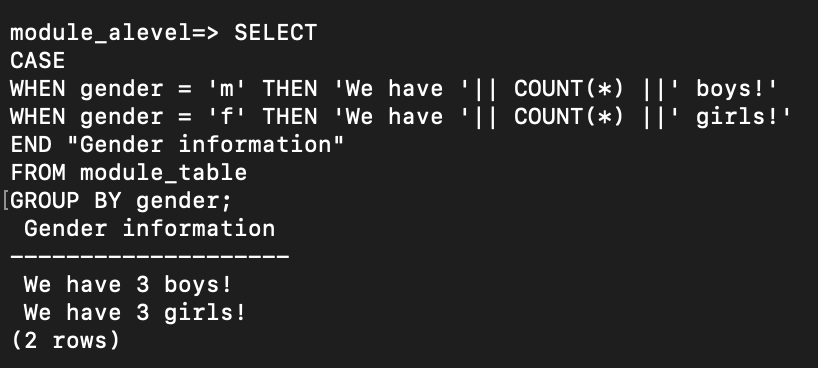 module_alevel=> SELECT
CASE
WHEN gender = 'm' THEN 'We have '|| COUNT(*) ||' boys!'
WHEN gender = 'f' THEN 'We have '|| COUNT(*) ||' girls!'
END "Gender information"
FROM module_table
[GROUP BY gender;
 Gender information
--------------------
 We have 3 boys!
 We have 3 girls!
(2 rows)